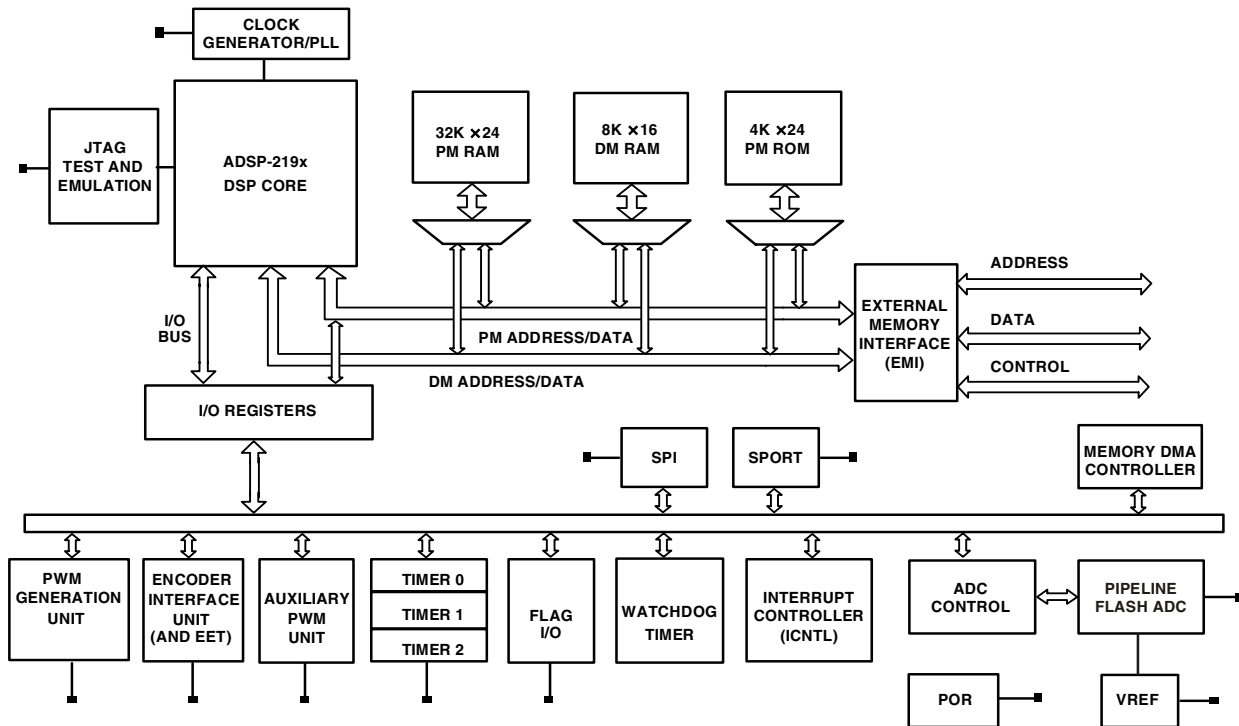 CLOCK
GENERATOR/PLL
JTAG
TEST AND
EMULATION
ADSP-219x
DSP CORE
32K ×24
PM RAM
8K ×16
DM RAM
4K ×24
PM ROM
I/O
BUS
PM ADDRESS/DATA
DM ADDRESS/DATA
EXTERNAL
MEMORY
INTERFACE
(EMI)
ADDRESS
DATA
CONTROL
I/O REGISTERS
SPI
SPORT
MEMORY DMA
CONTROLLER
PWM
GENERATION
UNIT
ENCODER
INTERFACE
UNIT
(AND EET)
AUXILIARY
PWM
UNIT
TIMER 0
TIMER 1
TIMER 2
FLAG
I/O
WATCHDOG
TIMER
INTERRUPT
CONTROLLER
(ICNTL)
ADC
CONTROL
PIPELINE
FLASH ADC
POR
VREF